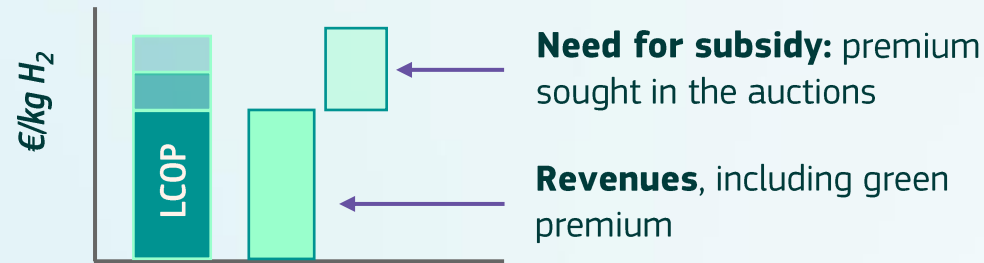 €/kg H₂
LCOP
Need for subsidy: premium
sought in the auctions
Revenues, including green
premium